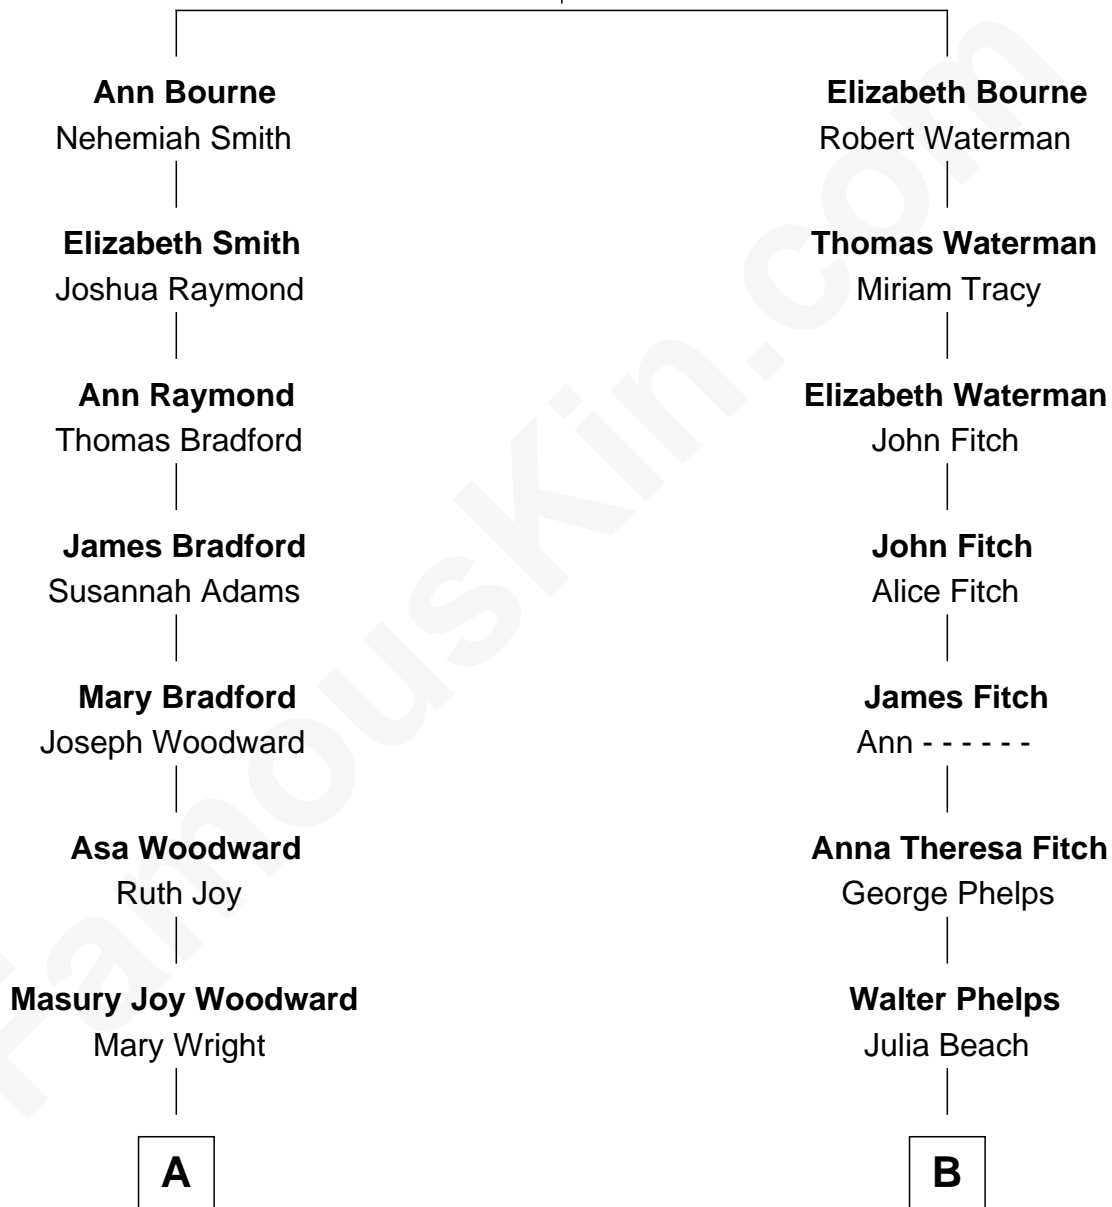 Ann Bourne
Nehemiah Smith
Elizabeth Smith
Joshua Raymond
Ann Raymond
Thomas Bradford
James Bradford
Susannah Adams
Mary Bradford
Joseph Woodward
Asa Woodward
Ruth Joy
Masury Joy Woodward
Mary Wright
A
Elizabeth Bourne
Robert Waterman
Thomas Waterman
Miriam Tracy
Elizabeth Waterman
John Fitch
John Fitch
Alice Fitch
James Fitch
Ann - - - - - -
Anna Theresa Fitch
George Phelps
Walter Phelps
Julia Beach
B
FamousKin.com